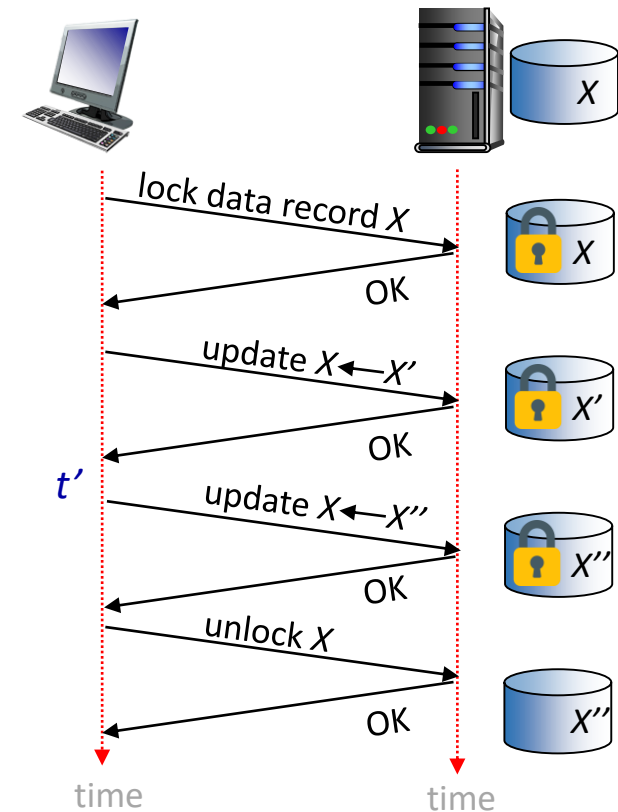 X
lock data record X
X
OK
update X←X’
X’
OK
t’
update X←X’’
X’’
OK
unlock X
X’’
OK
time
time